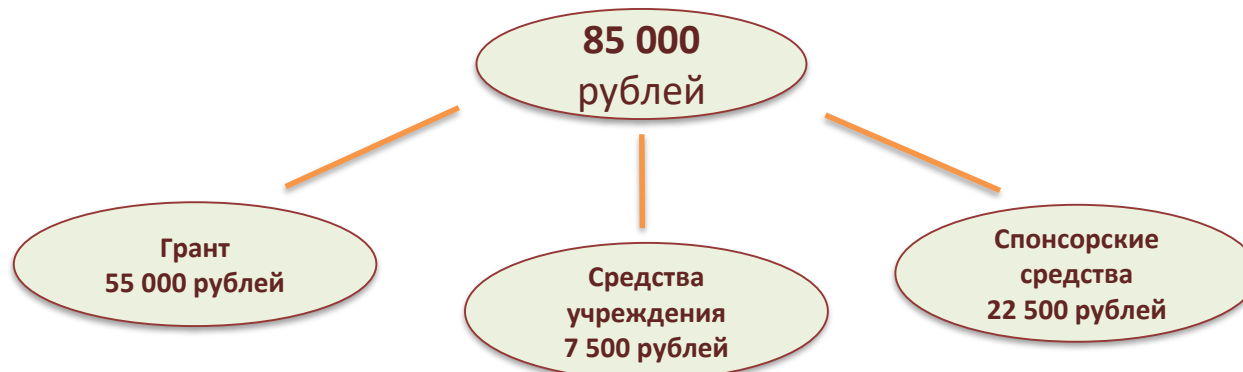 85 000
рублей
Грант
55 000 рублей
Средства
учреждения
7 500 рублей
Спонсорские
средства
22 500 рублей